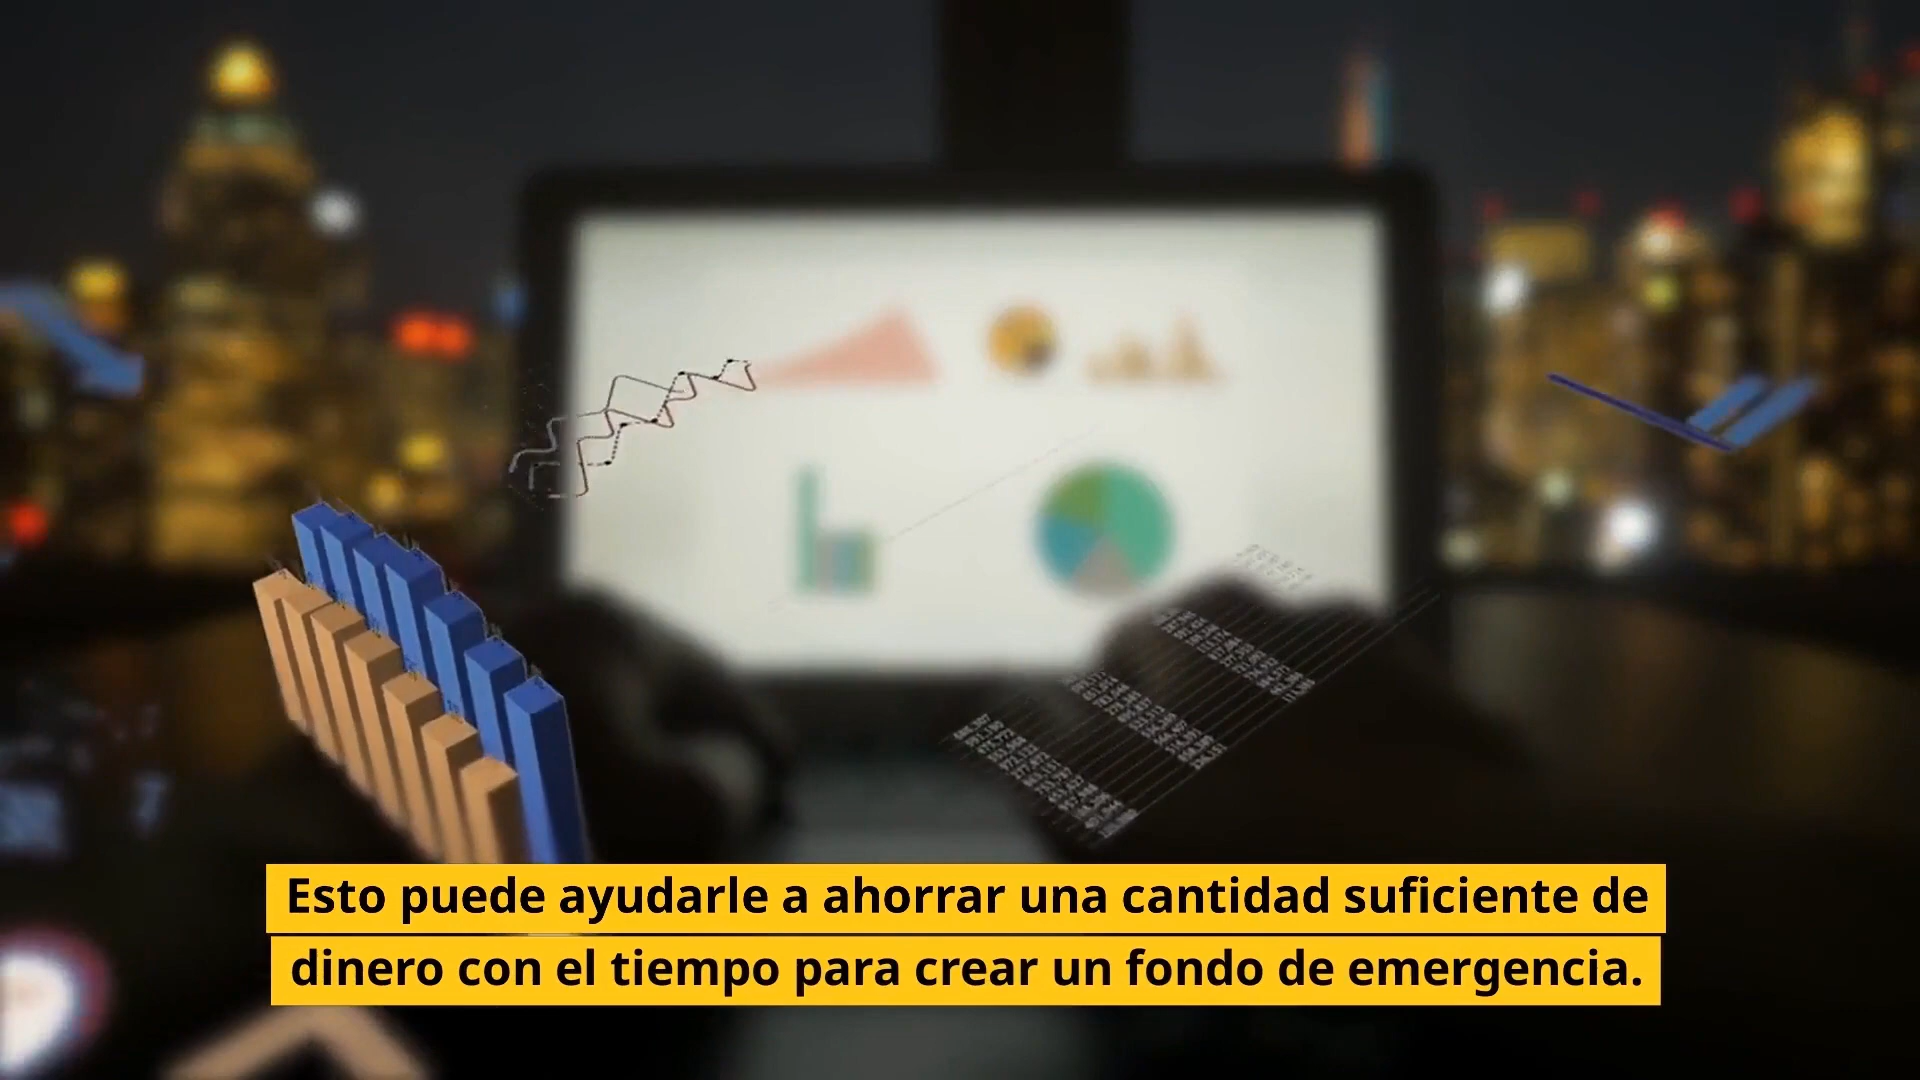 Esto puede ayudarle a ahorrar una cantidad suficiente de
dinero con el tiempo para crear un fondo de emergencia.